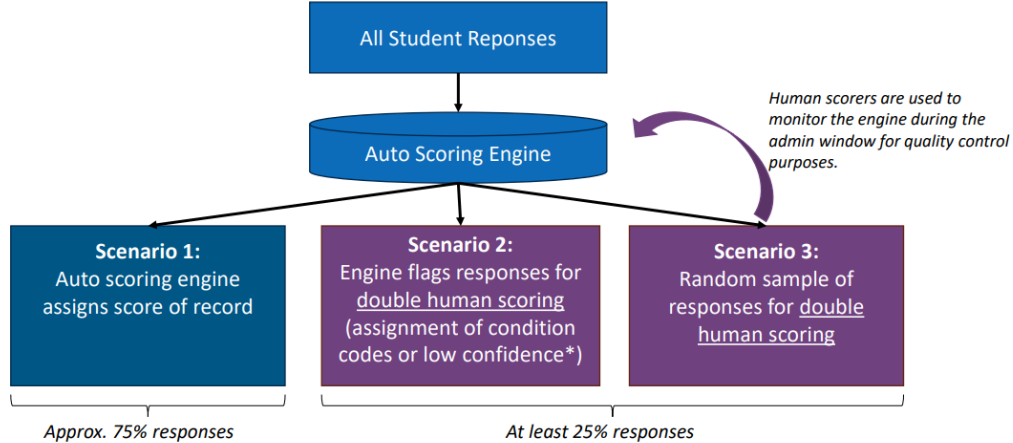 All Student Reponses
Auto Scoring Engine
Human scorers are used to
monitor the engine during the
admin window for quality control
purposes.
Scenario 1:
Auto scoring engine
assigns score of record
Scenario 2:
Engine flags responses for
double human scoring
(assignment of condition
codes or low confidence*)
Scenario 3:
Random sample of
responses for double
human scoring
Approx. 75% responses
At least 25% responses